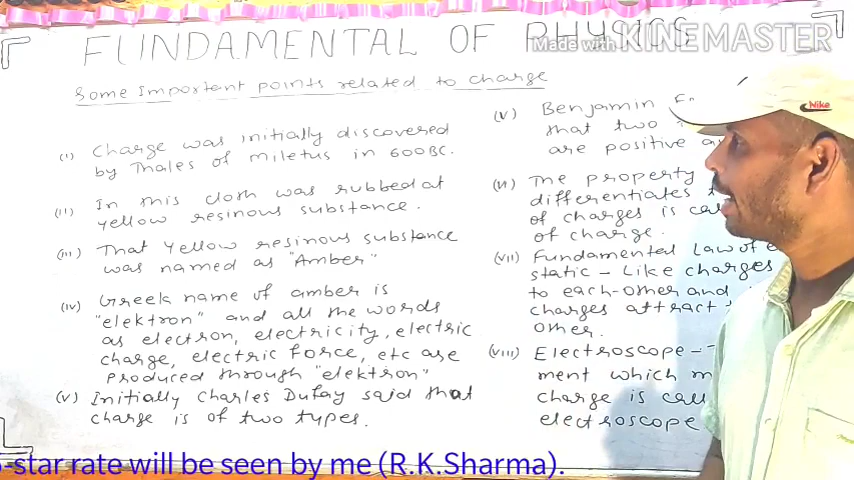 FUNDAMENTAL OF PHYSICS
Made with KINEMASTER
Some Important points related to charge
(I) Charge was initially discovered
by Thales of Miletus in 600BC.
(II) In this cloth was rubbed at
yellow resinous substance.
(III) That yellow resinous substance
was named as "Amber"
(IV) Greek name of amber is
"elektron" and all the words
as electron, electricity, electric
charge, electric force, etc are
produced through "elektron"
(V) Initially Charles Dufay said that
charge is of two types.
(V) Benjamin
that two
are positive
(VI) The property
differentiates
of charges is
of charge.
(VII) Fundamental Law of
static - Like charges
to each-other and
charges attract
other.
(VIII) Electroscope -
ment which
charge is
electroscope
Nike
-star rate will be seen by me (R.K.Sharma).